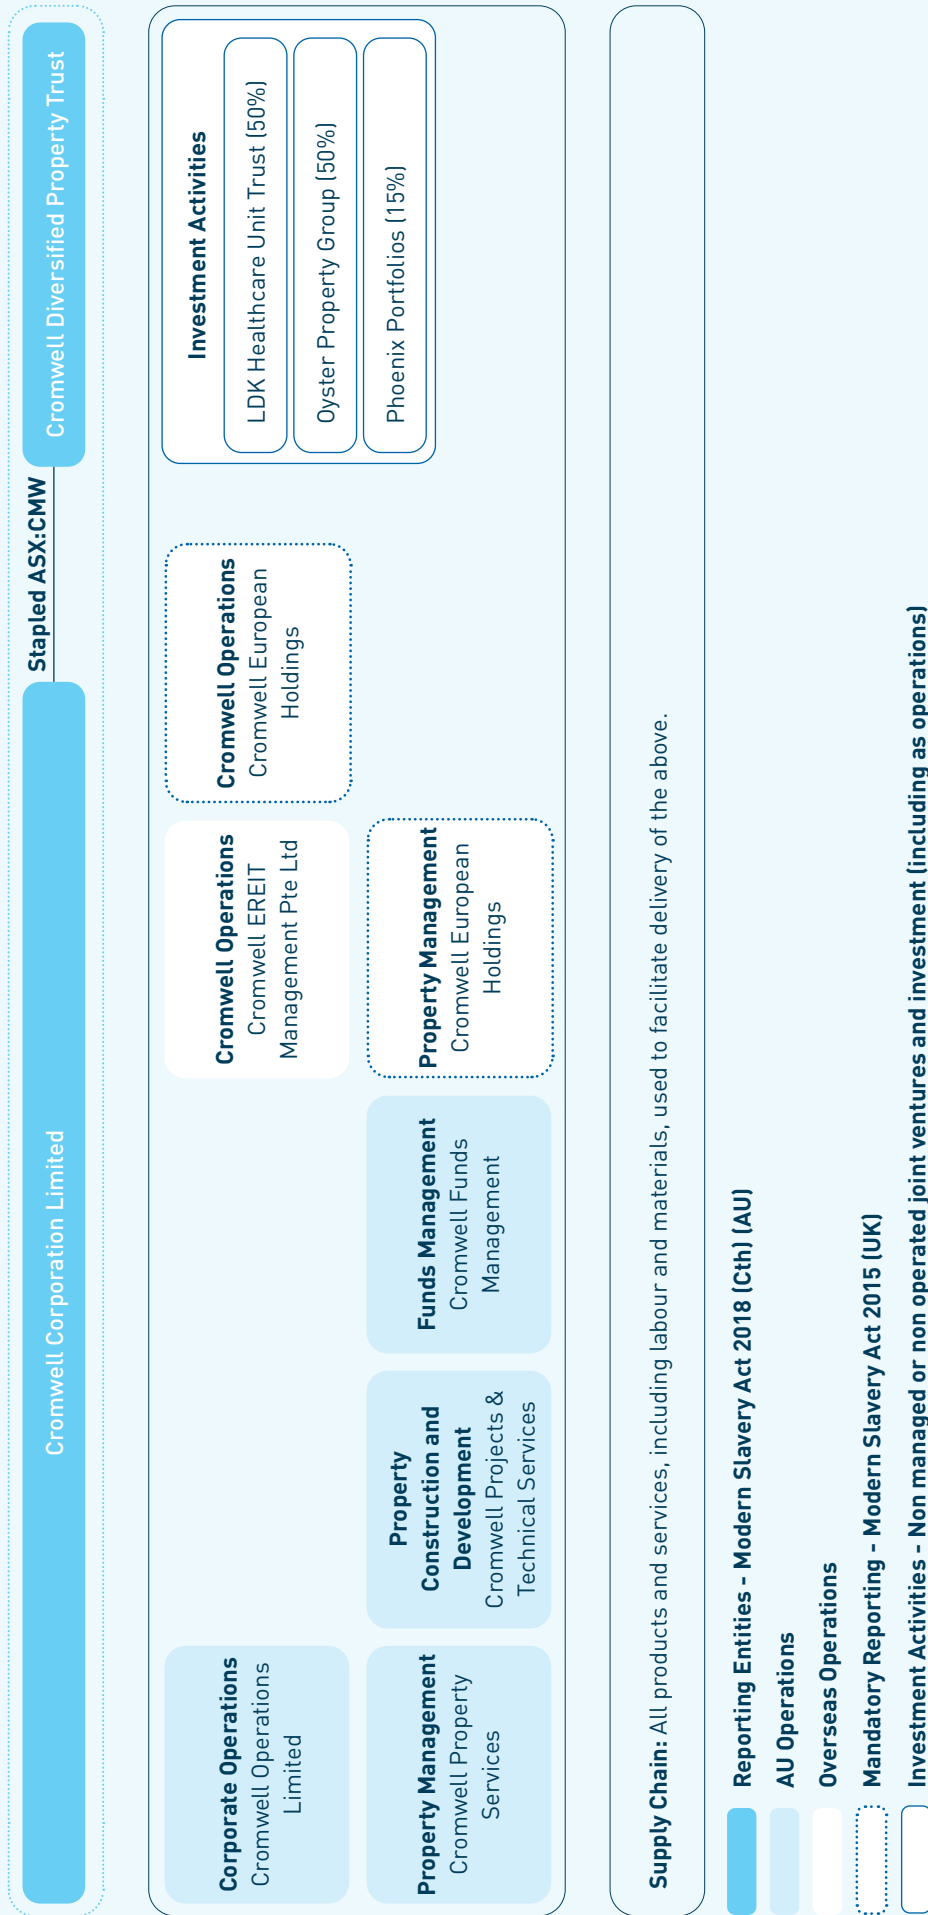 Cromwell Corporation Limited
Stapled ASX:CMW
Cromwell Diversified Property Trust
Corporate Operations
Cromwell Operations
Limited
Cromwell Operations
Cromwell EREIT
Management Pte Ltd
Cromwell Operations
Cromwell European
Holdings
Investment Activities
LDK Healthcare Unit Trust (50%)
Oyster Property Group (50%)
Phoenix Portfolios (15%)
Property Management
Cromwell Property
Services
Property
Construction and
Development
Cromwell Projects &
Technical Services
Funds Management
Cromwell Funds
Management
Property Management
Cromwell European
Holdings
Supply Chain: All products and services, including labour and materials, used to facilitate delivery of the above.
Reporting Entities – Modern Slavery Act 2018 (Cth) (AU)
AU Operations
Overseas Operations
Mandatory Reporting – Modern Slavery Act 2015 (UK)
Investment Activities – Non managed or non operated joint ventures and investment (including as operations)